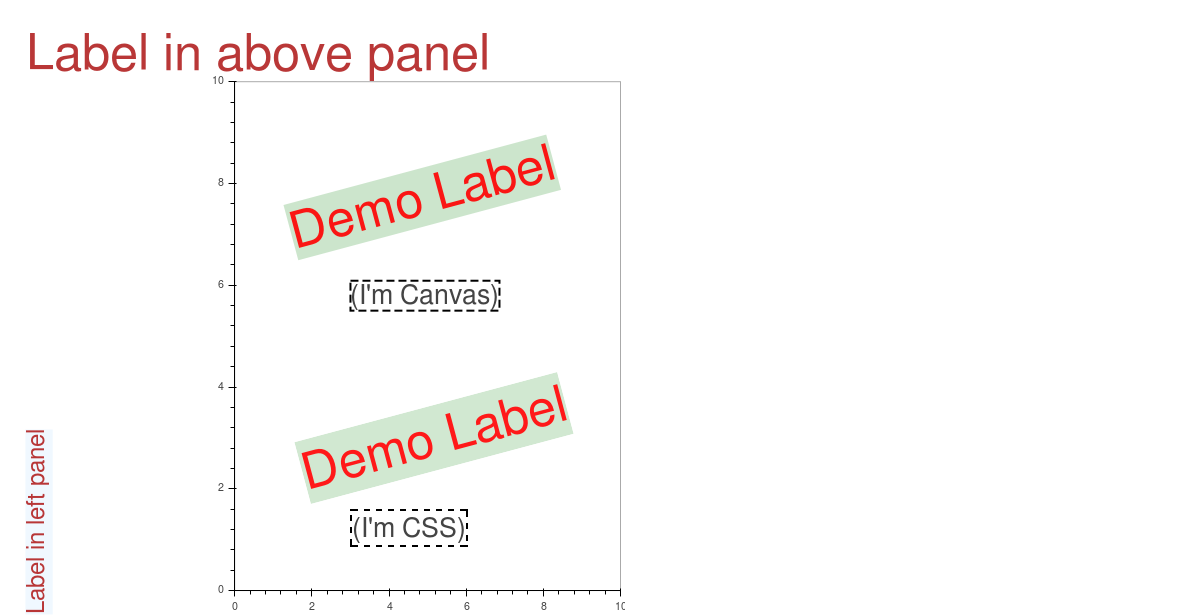 Label in above panel
10
8
Demo Label
6
(I'm Canvas)
4
Demo Label
2
(I'm CSS)
0
Label in left panel
0 2 4 6 8 10